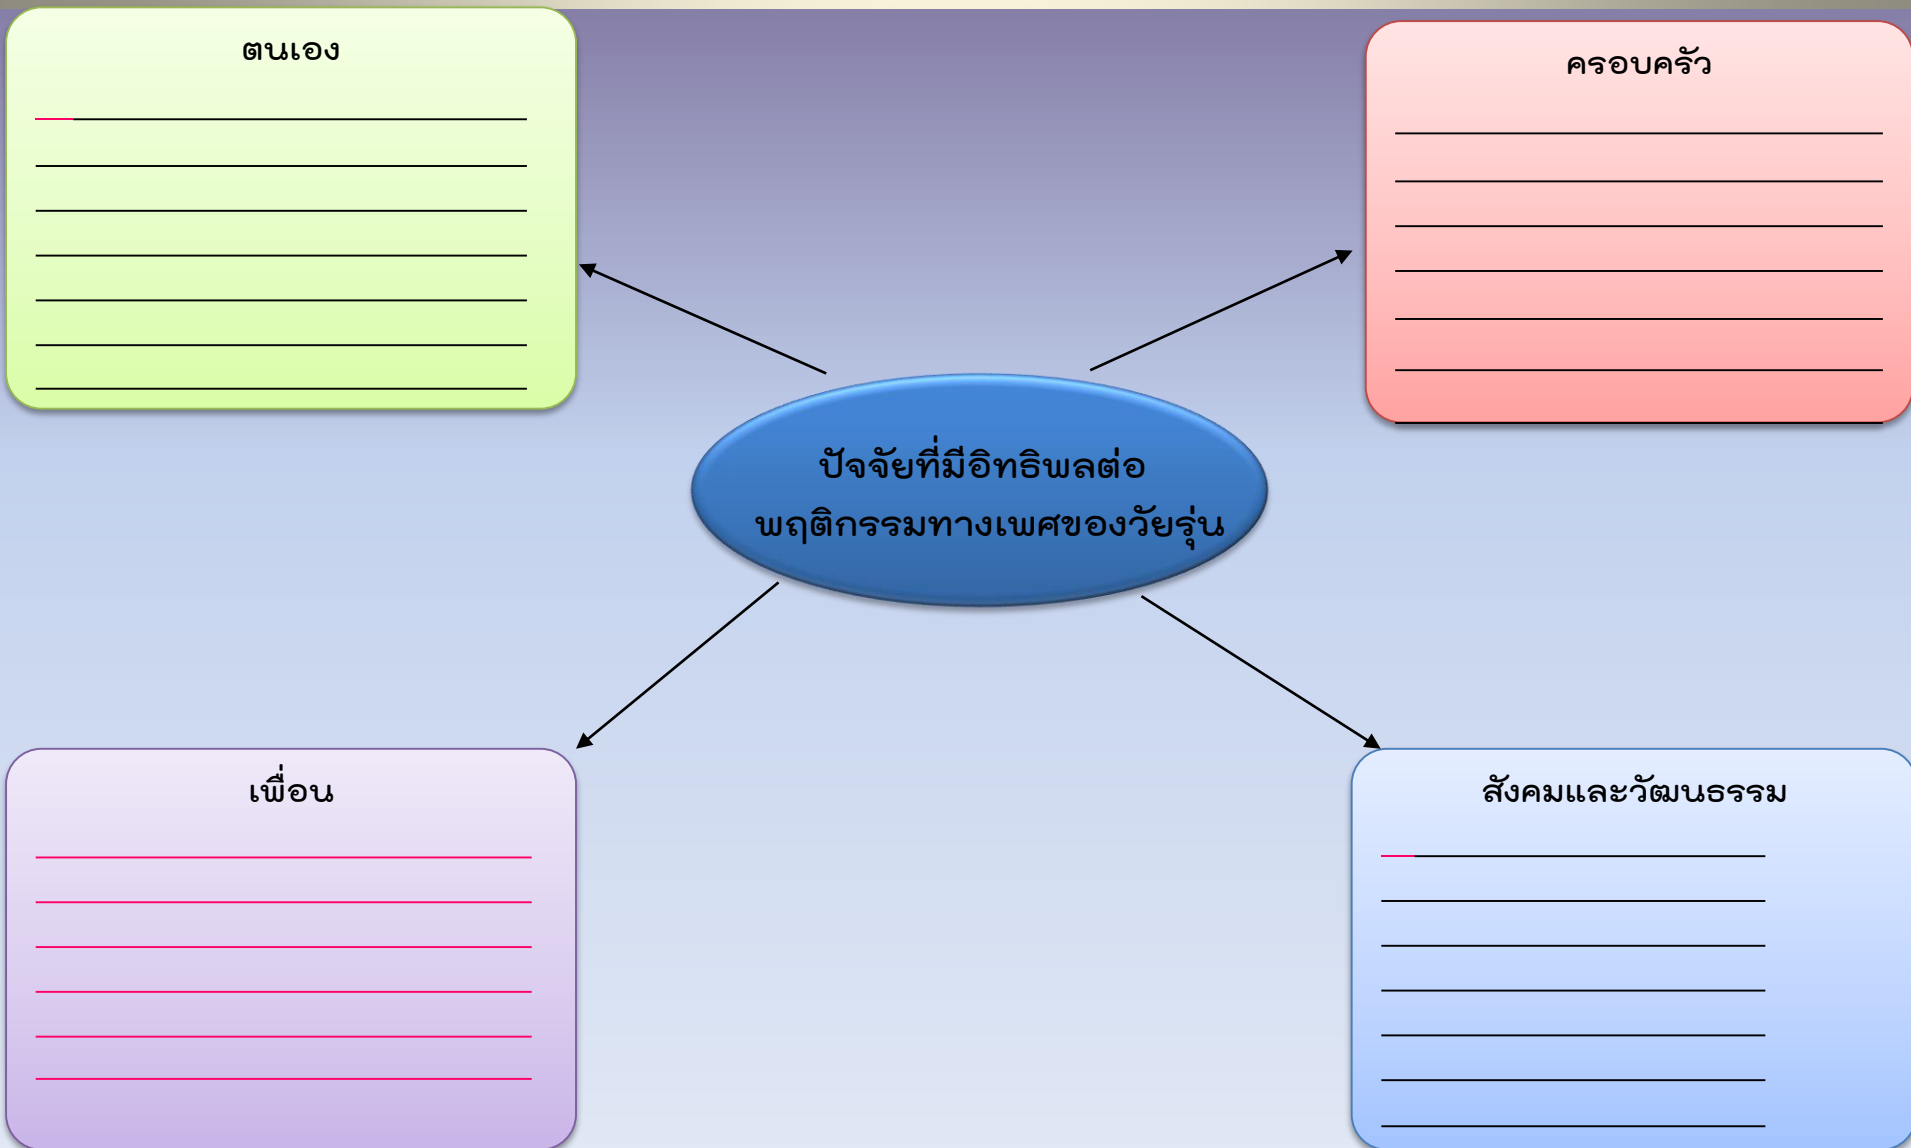 ตนเอง
ครอบครัว
ปัจจัยที่มีอิทธิพลต่อ
พฤติกรรมทางเพศของวัยรุ่น
เพื่อน
สังคมและวัฒนธรรม